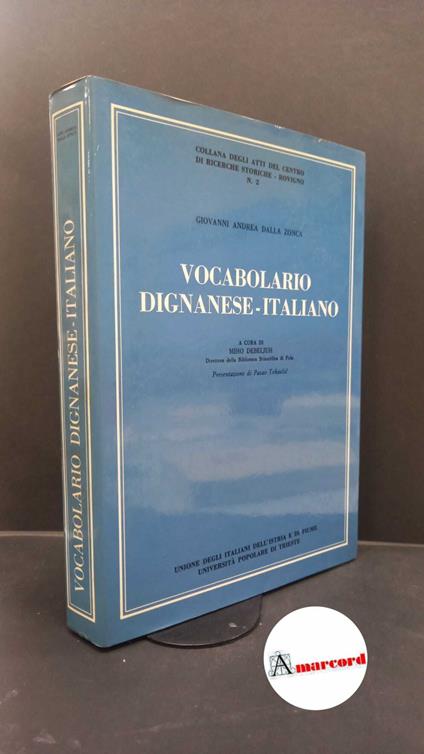 COLLANA DEGLI ATTI DEL CENTRO
DI RICERCHE STORICHE - ROVIGNO
N. 2
GIOVANNI ANDREA DALLA ZONCA
VOCABOLARIO
DIGNANESE-ITALIANO
A CURA DI
MIHO DEBELJUH
Direttore della Biblioteca Scientifica di Pola
Presentazione di Pavao Tekavčić
UNIONE DEGLI ITALIANI DELL'ISTRIA E DI FIUME
UNIVERSITÀ POPOLARE DI TRIESTE
VOCABOLARIO DIGNANESE-ITALIANO
Amarcord